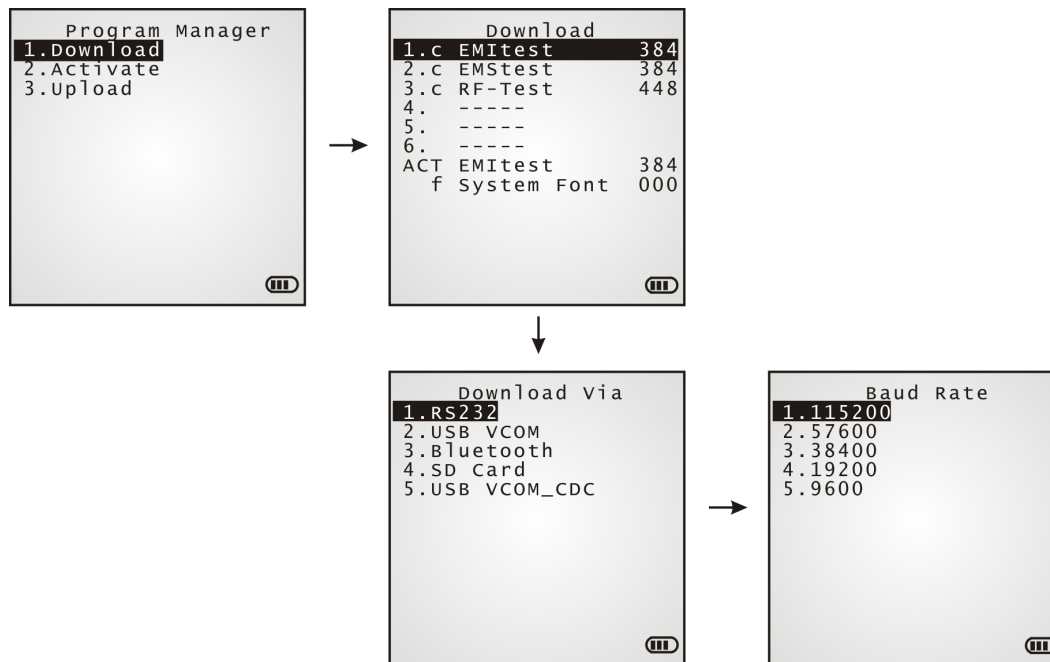 Program Manager
1.Download
2.Activate
3.Upload
Download
1.c EMItest 384
2.c EMStest 384
3.c RF-Test 448
4. -----
5. -----
6. -----
ACT EMItest 384
f System Font 000
Download Via
1.RS232
2.USB VCOM
3.Bluetooth
4.SD Card
5.USB VCOM_CDC
Baud Rate
1.115200
2.57600
3.38400
4.19200
5.9600